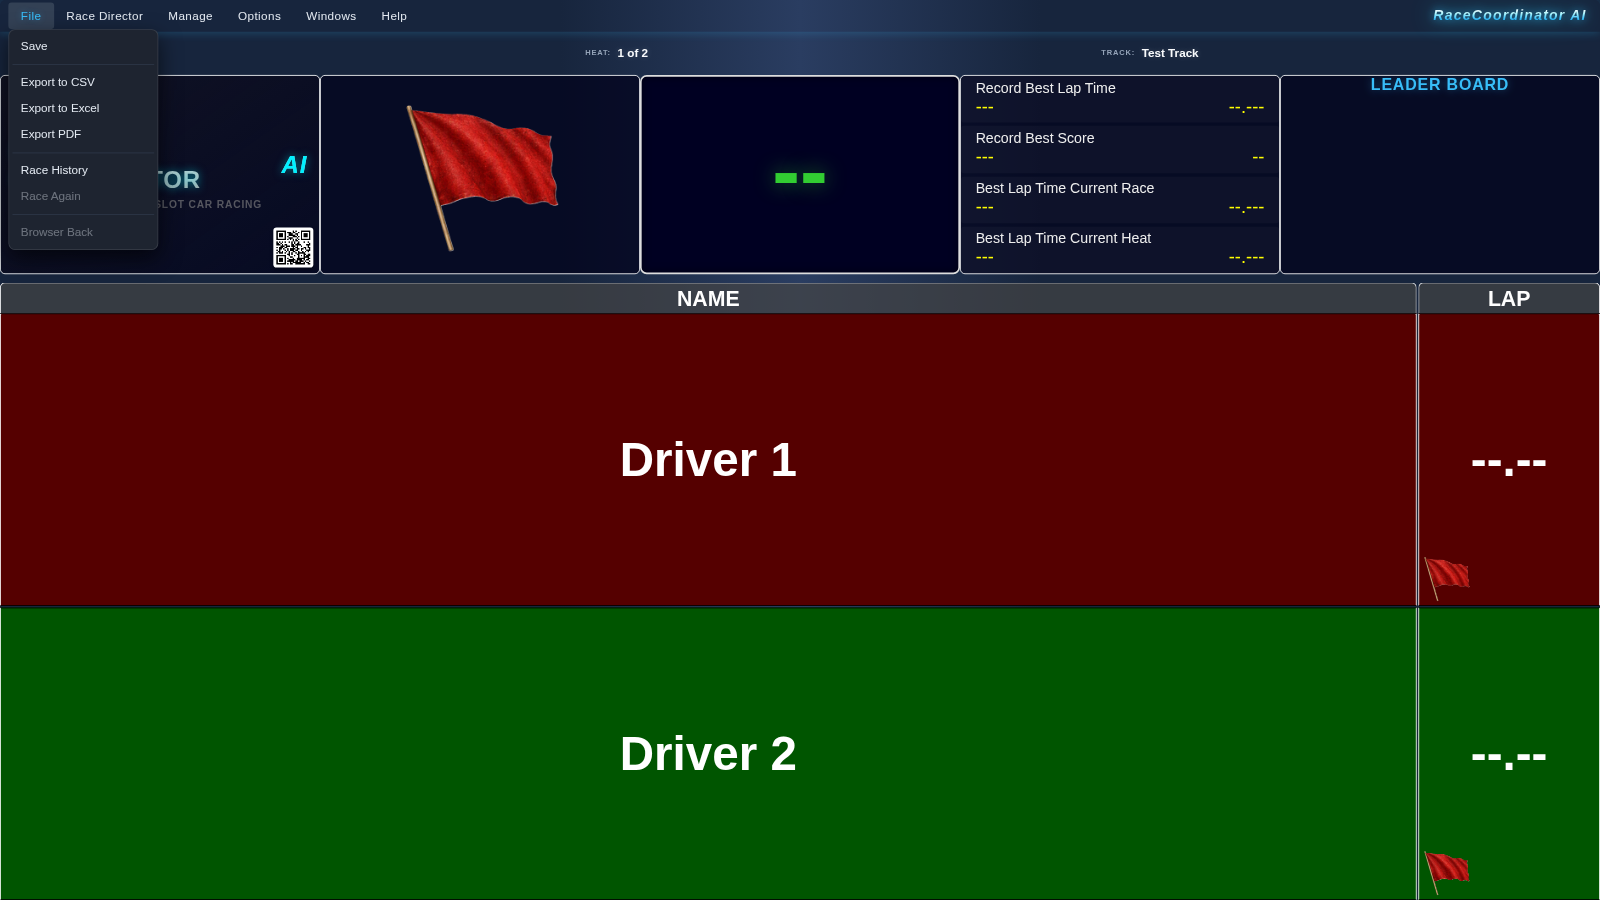 File Race Director Manage Options Windows Help
RaceCoordinator AI
Save
Export to CSV
Export to Excel
Export PDF
Race History
Race Again
Browser Back
HEAT: 1 of 2
TRACK: Test Track
AI
TOR
SLOT CAR RACING
--
Record Best Lap Time
--- --.---
Record Best Score
--- --
Best Lap Time Current Race
--- --.---
Best Lap Time Current Heat
--- --.---
LEADER BOARD
NAME LAP
Driver 1 --.--
Driver 2 --.--